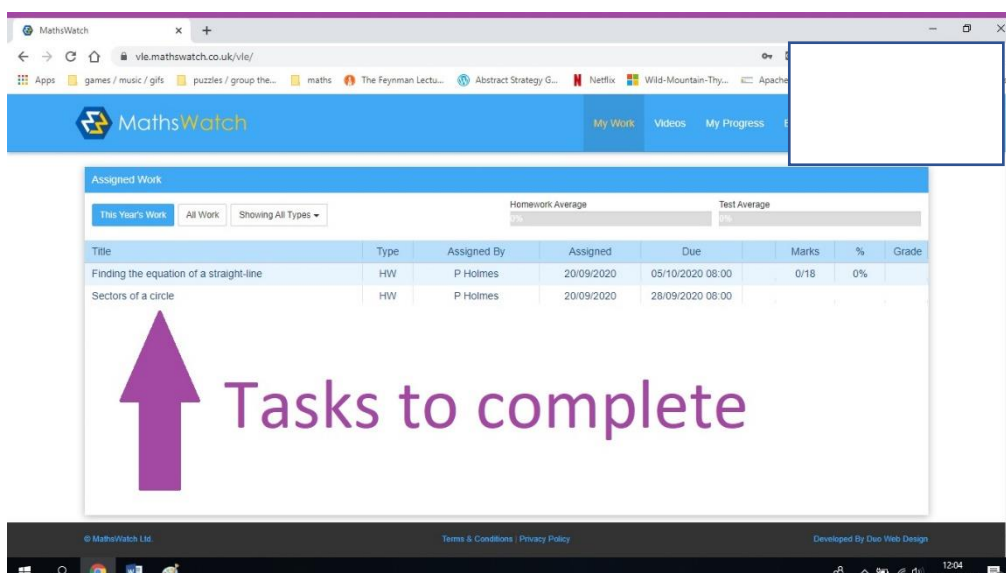 MathsWatch
vle.mathswatch.co.uk/vle/
Apps games / music / gifs puzzles / group the... maths The Feynman Lectu... Abstract Strategy G... Netflix Wild-Mountain-Thy... Apache
MathsWatch My Work Videos My Progress
Assigned Work
This Year's Work All Work Showing All Types Homework Average Test Average
0% 0%
Title Type Assigned By Assigned Due Marks % Grade
Finding the equation of a straight-line HW P Holmes 20/09/2020 05/10/2020 08:00 0/18 0%
Sectors of a circle HW P Holmes 20/09/2020 28/09/2020 08:00
Tasks to complete
© MathsWatch Ltd. Terms & Conditions | Privacy Policy Developed By Duo Web Design
12:04